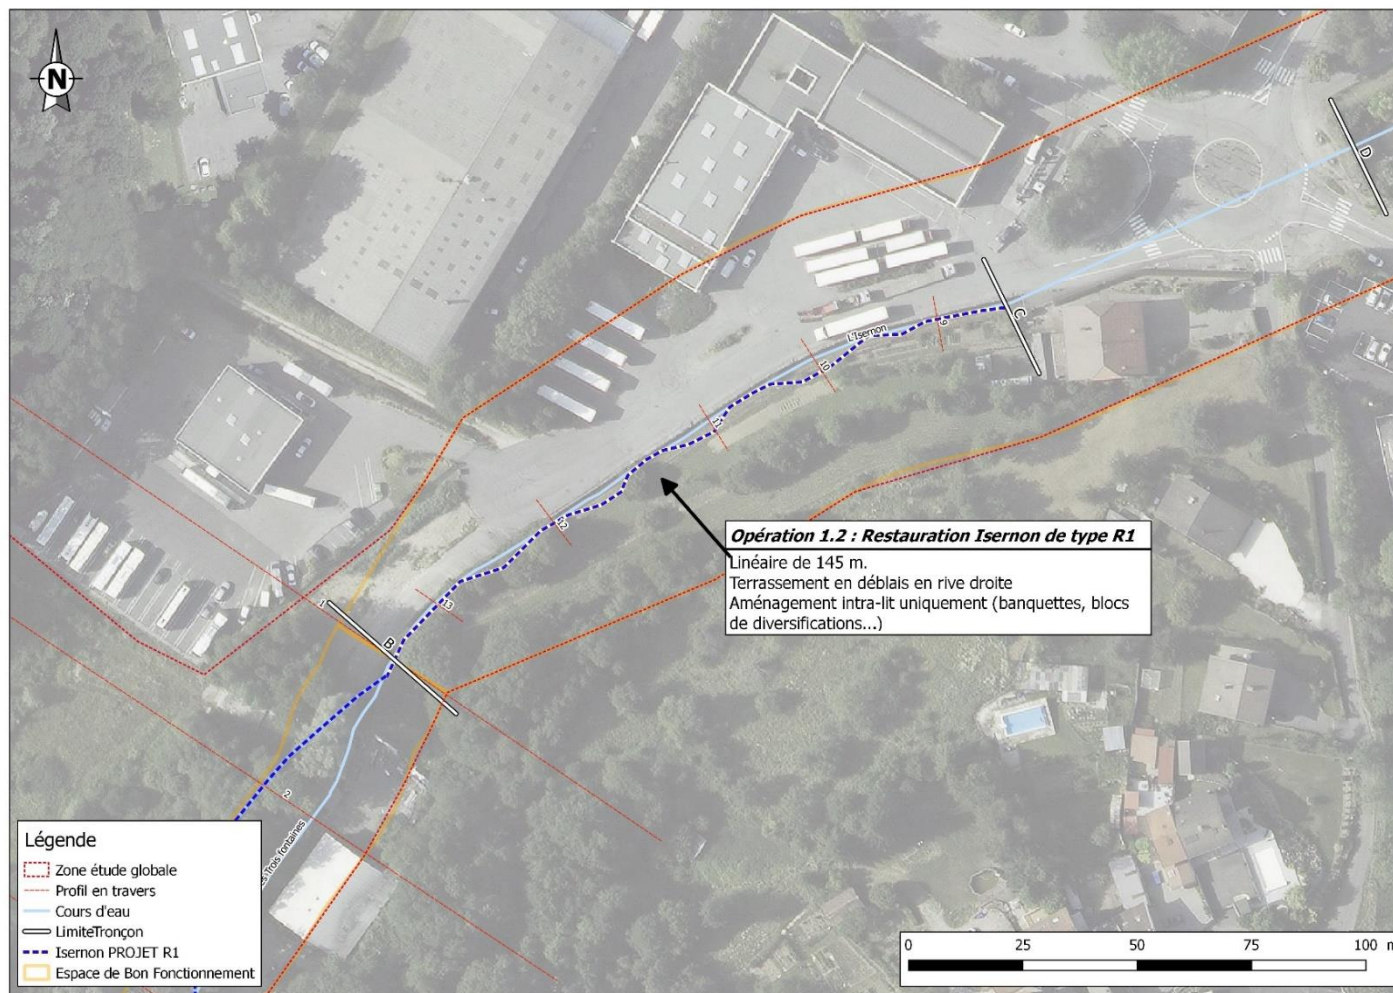 N
D
C
9
L'Isernon
10
11
12
13
Opération 1.2 : Restauration Isernon de type R1
Linéaire de 145 m.
Terrassement en déblais en rive droite
Aménagement intra-lit uniquement (banquettes, blocs
de diversifications...)
1
B
2
Trois fontaines
Légende
Zone étude globale
Profil en travers
Cours d'eau
LimiteTronçon
Isernon PROJET R1
Espace de Bon Fonctionnement
0 25 50 75 100 m